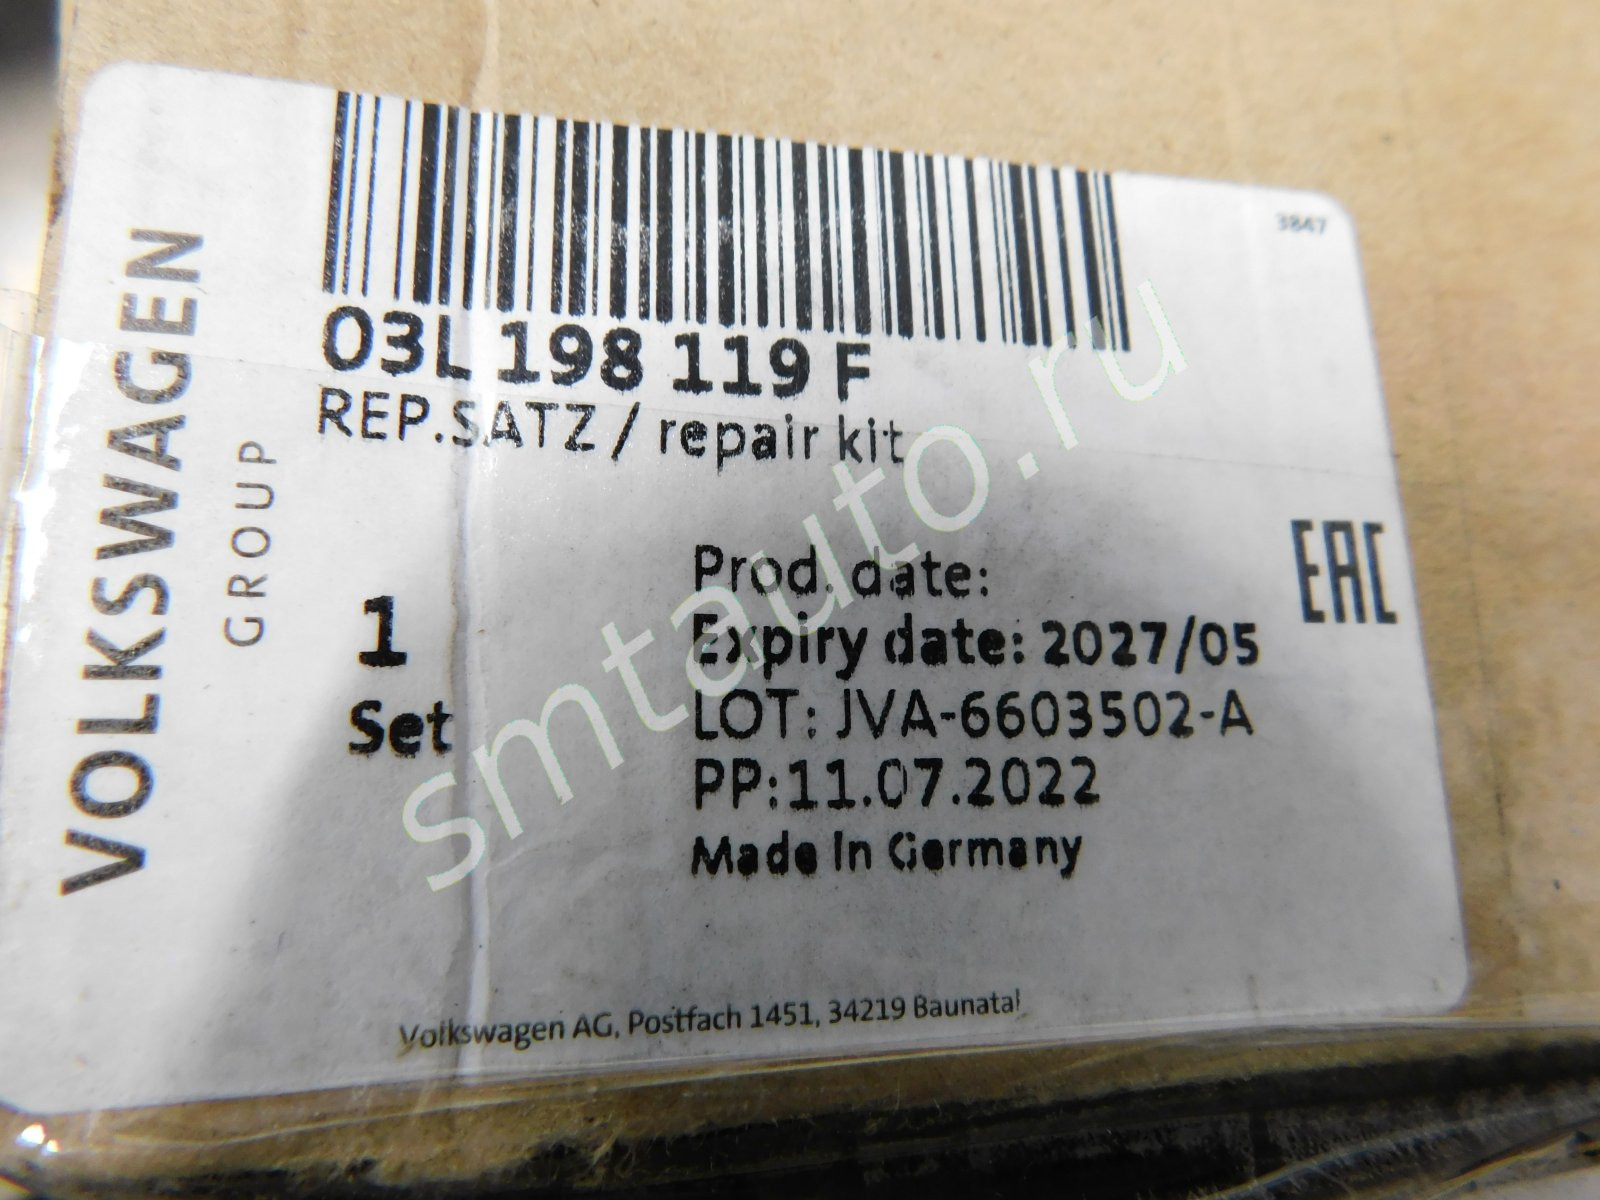 3847
VOLKSWAGEN
GROUP
03L 198 119 F
REP.SATZ / repair kit
1
Set
Prod. date:
Expiry date: 2027/05
LOT: JVA-6603502-A
PP:11.07.2022
Made In Germany
EAC
Volkswagen AG, Postfach 1451, 34219 Baunatal
smtauto.ru